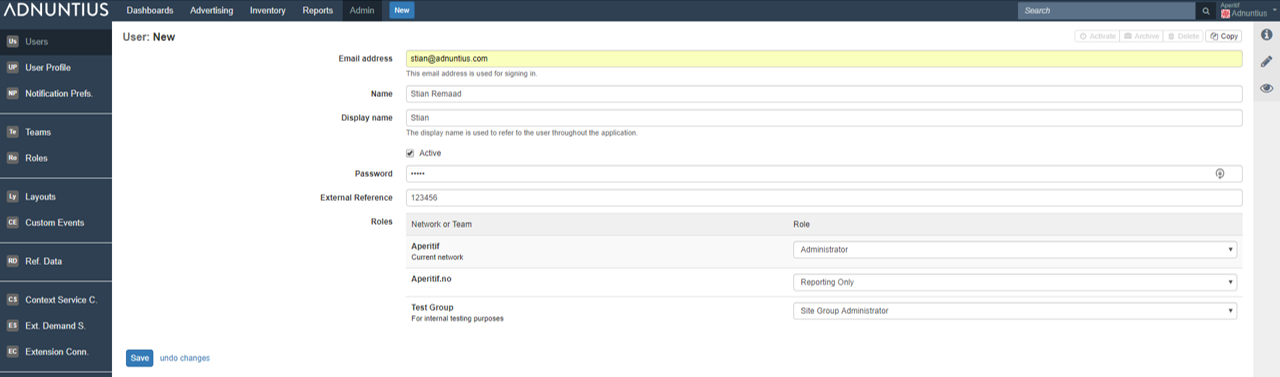 ADNUNTIUS Dashboards Advertising Inventory Reports Admin New Search Aperitif
Adnuntius
Us Users
UP User Profile
NP Notification Prefs.
Te Teams
Ro Roles
Ly Layouts
CE Custom Events
RD Ref. Data
CS Context Service C.
ES Ext. Demand S.
EC Extension Conn.
User: New
Activate Archive Delete Copy
Email address stian@adnuntius.com
This email address is used for signing in.
Name Stian Remaad
Display name Stian
The display name is used to refer to the user throughout the application.
Active
Password •••••
External Reference 123456
Roles Network or Team Role
Aperitif Administrator
Current network
Aperitif.no Reporting Only
Test Group Site Group Administrator
For internal testing purposes
Save undo changes